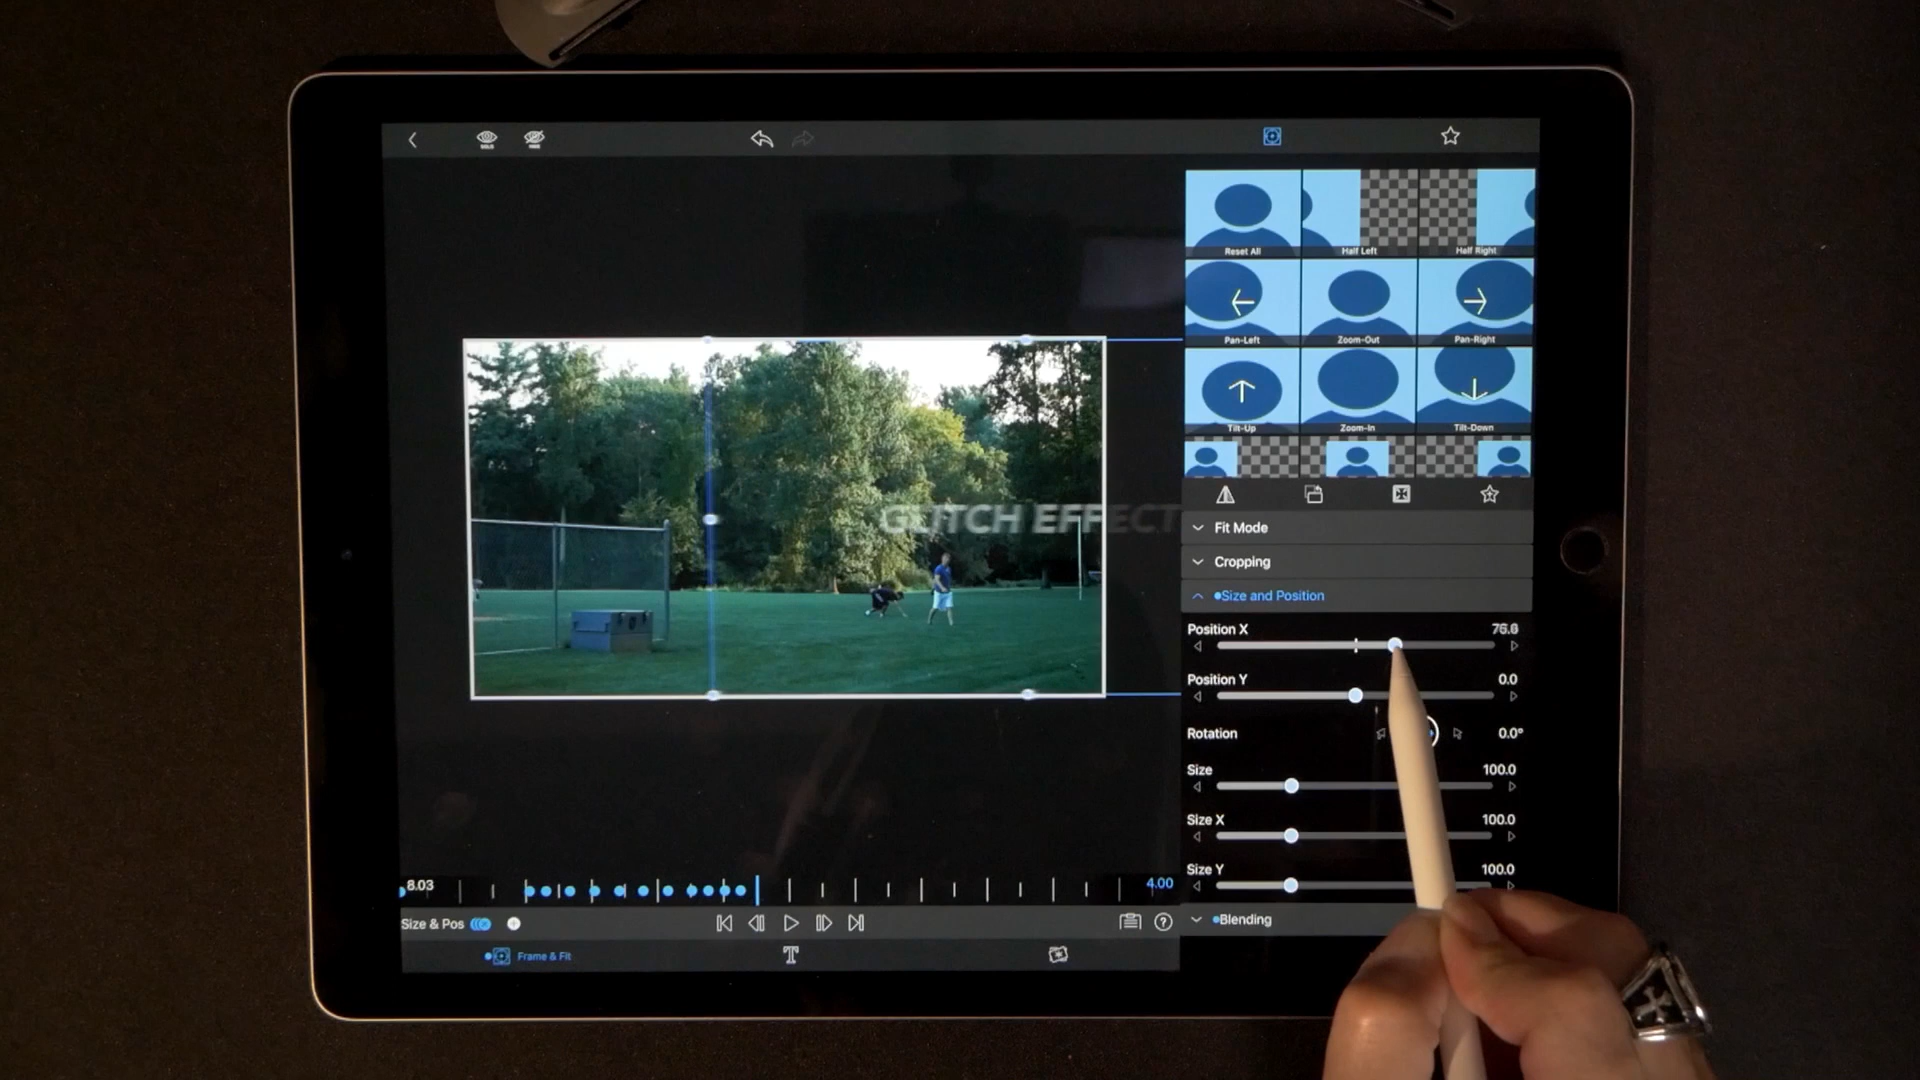 SOLO
HIDE
Reset All
Half Left
Half Right
Pan-Left
Zoom-Out
Pan-Right
Tilt-Up
Zoom-In
Tilt-Down
GLITCH EFFECT
Fit Mode
Cropping
Size and Position
Position X
Position Y
0.0
Rotation
0.0°
Size
100.0
Size X
100.0
Size Y
100.0
Blending
8.03
4.00
Size & Pos
?
Frame & Fit
T